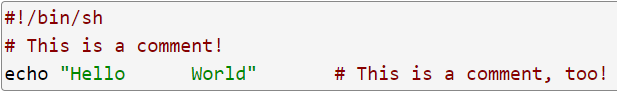 #!/bin/sh
# This is a comment!
echo "Hello      World"       # This is a comment, too!